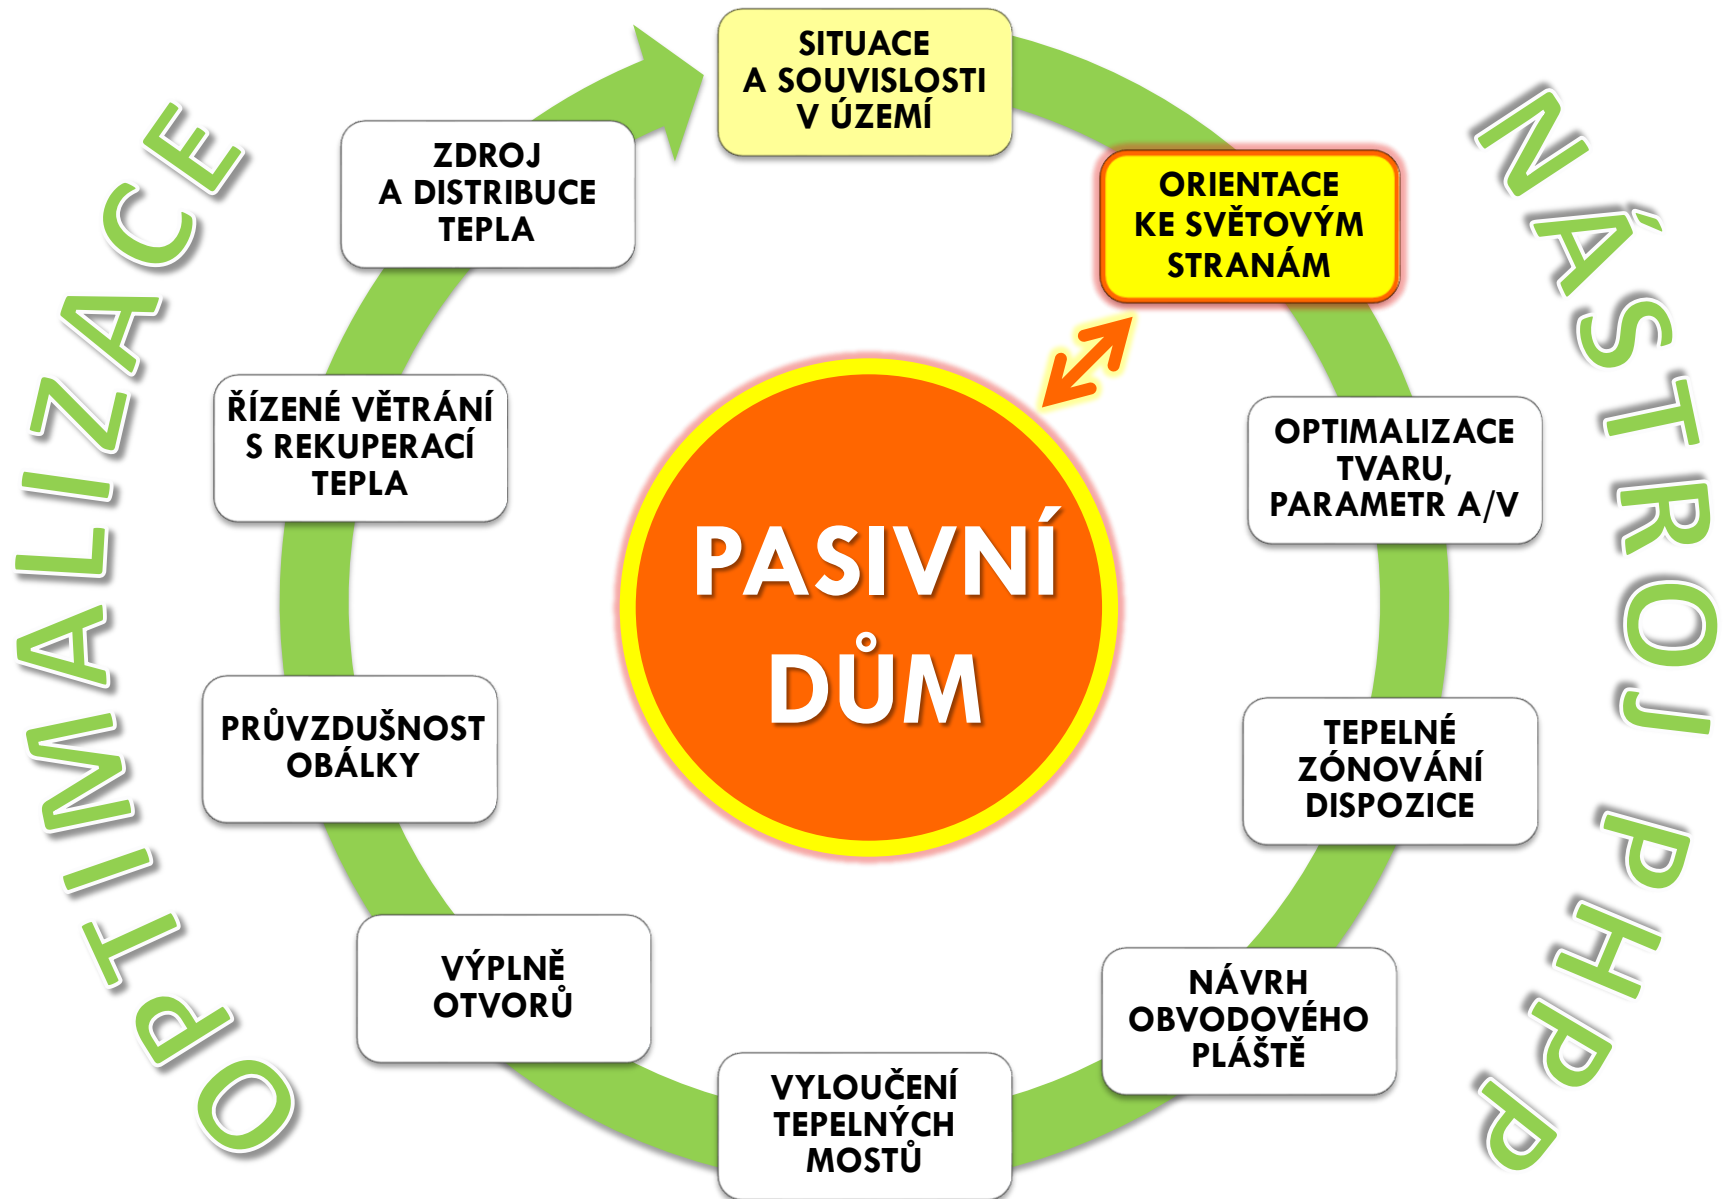 SITUACE
A SOUVISLOSTI
V ÚZEMÍ
ORIENTACE
KE SVĚTOVÝM
STRANÁM
OPTIMALIZACE
TVARU,
PARAMETR A/V
TEPELNÉ
ZÓNOVÁNÍ
DISPOZICE
NÁVRH
OBVODOVÉHO
PLÁŠTĚ
VYLOUČENÍ
TEPELNÝCH
MOSTŮ
VÝPLNĚ
OTVORŮ
PRŮVZDUŠNOST
OBÁLKY
ŘÍZENÉ VĚTRÁNÍ
S REKUPERACÍ
TEPLA
ZDROJ
A DISTRIBUCE
TEPLA
PASIVNÍ
DŮM
OPTIMALIZACE
NÁSTROJ PHPP